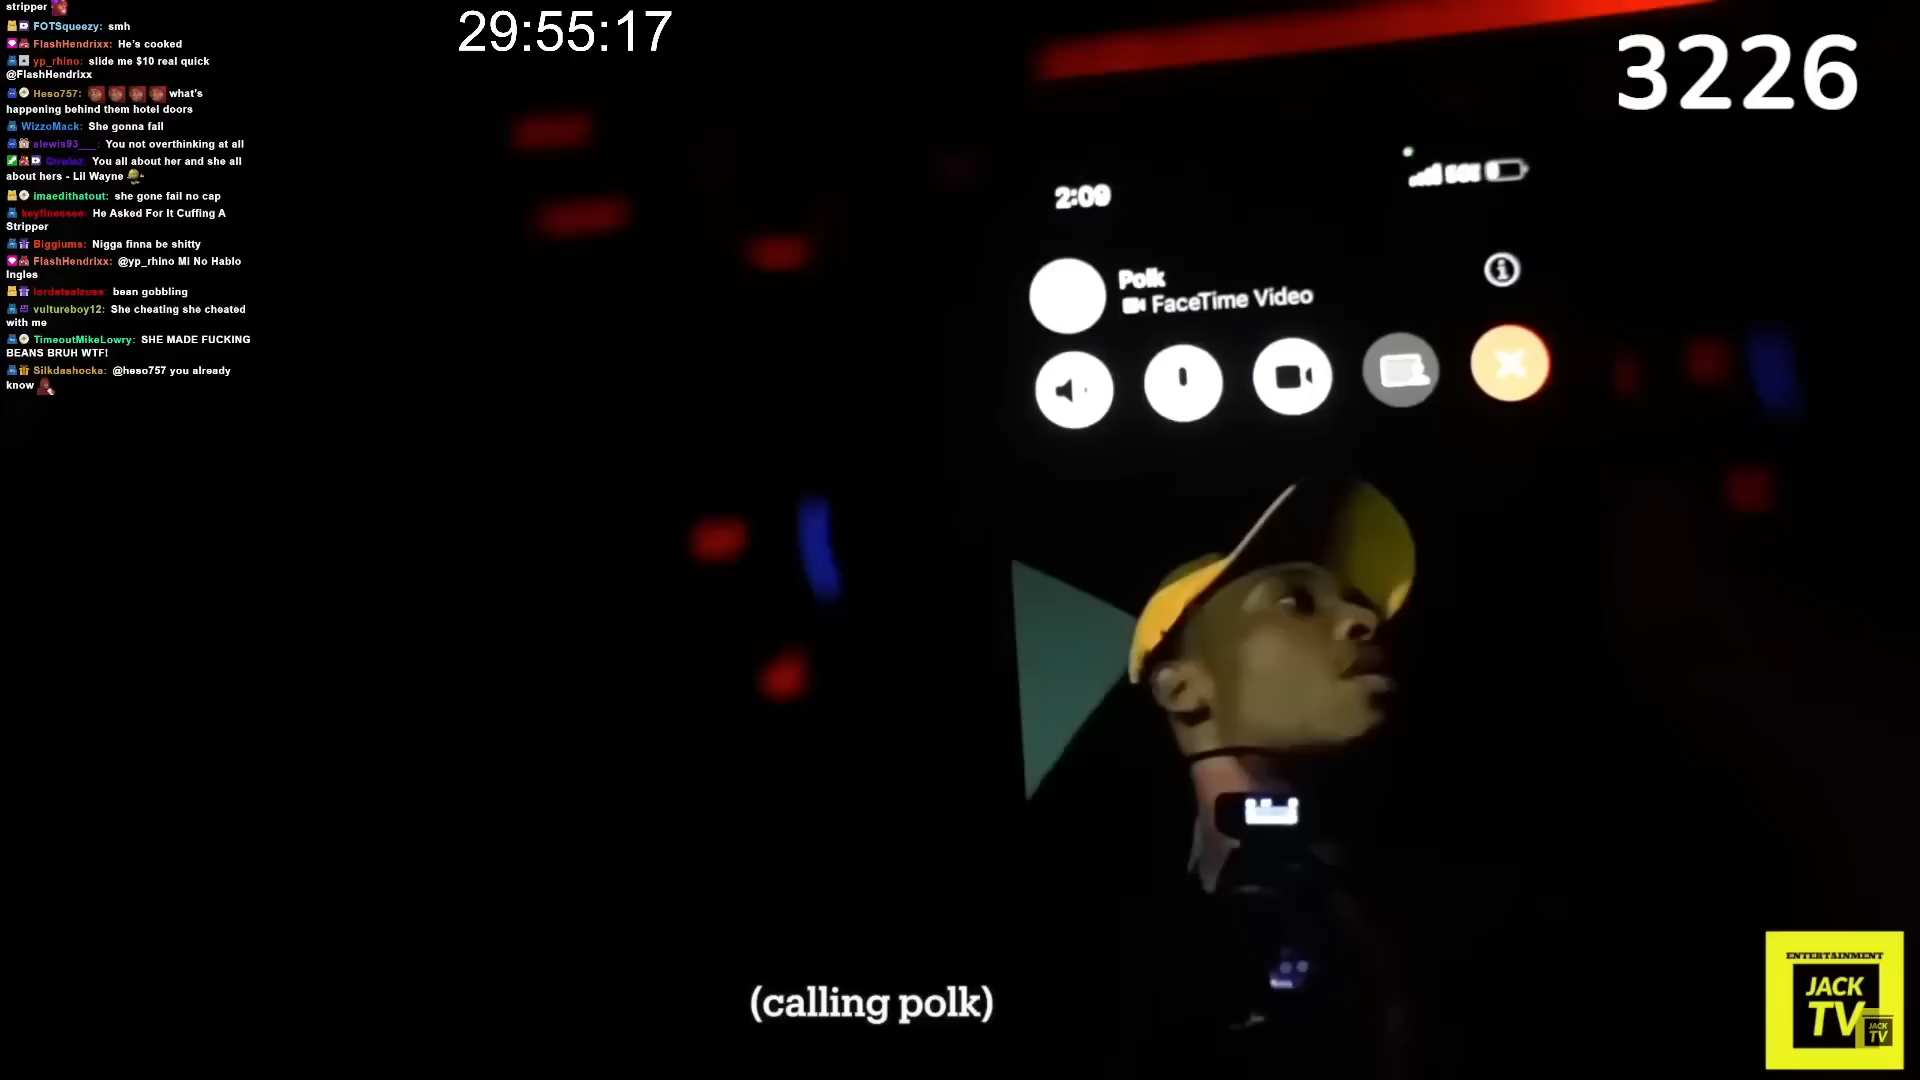 stripper
FOTSqueezy: smh
FlashHendrixx: He's cooked
yp_rhino: slide me $10 real quick
@FlashHendrixx
Heso757: what's
happening behind them hotel doors
WizzoMack: She gonna fail
alewis93___: You not overthinking at all
You all about her and she all
about hers - Lil Wayne
imaedithatout: she gone fail no cap
keyfinessee: He Asked For It Cuffing A
Stripper
Biggiums: Nigga finna be shitty
FlashHendrixx: @yp_rhino Mi No Hablo
Ingles
bean gobbling
vultureboy12: She cheating she cheated
with me
TimeoutMikeLowry: SHE MADE FUCKING
BEANS BRUH WTF!
Silkdashocka: @heso757 you already
know
29:55:17
3226
2:09
Polk
FaceTime Video
(calling polk)
ENTERTAINMENT
JACK
TV
JACK
TV